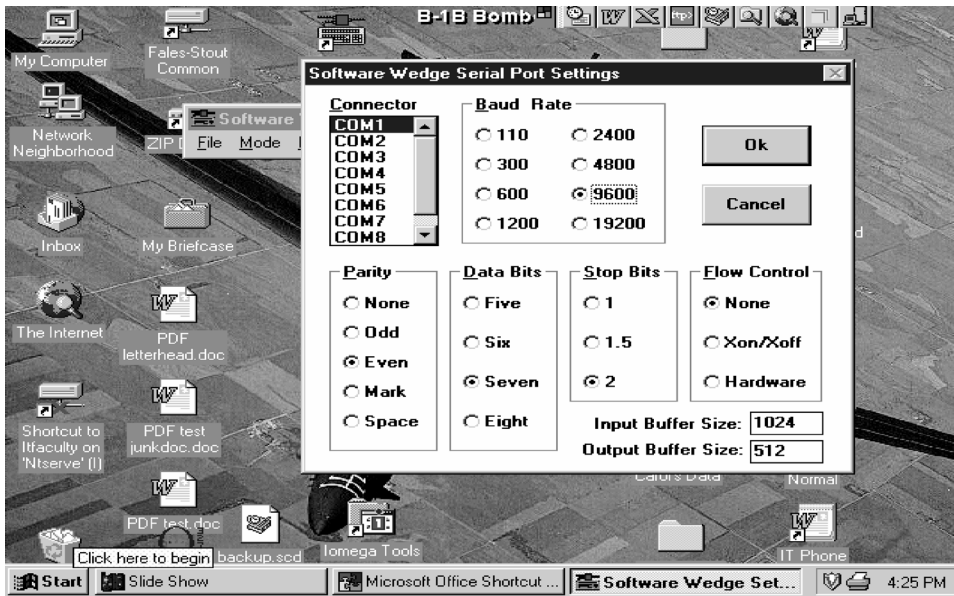 B-1B Bomb
My Computer
Fales-Stout
Common
Network
Neighborhood
ZIP D
Software
File Mode
Inbox
My Briefcase
The Internet
PDF
letterhead.doc
Shortcut to
Itfaculty on
'Ntserve' (I)
PDF test
junkdoc.doc
PDF test.doc
backup.scd
Iomega Tools
Click here to begin
Software Wedge Serial Port Settings
Connector
COM1
COM2
COM3
COM4
COM5
COM6
COM7
COM8
Baud Rate
110
300
600
1200
2400
4800
9600
19200
Ok
Cancel
Parity
None
Odd
Even
Mark
Space
Data Bits
Five
Six
Seven
Eight
Stop Bits
1
1.5
2
Flow Control
None
Xon/Xoff
Hardware
Input Buffer Size: 1024
Output Buffer Size: 512
Normal
IT Phone
Start
Slide Show
Microsoft Office Shortcut ...
Software Wedge Set...
4:25 PM